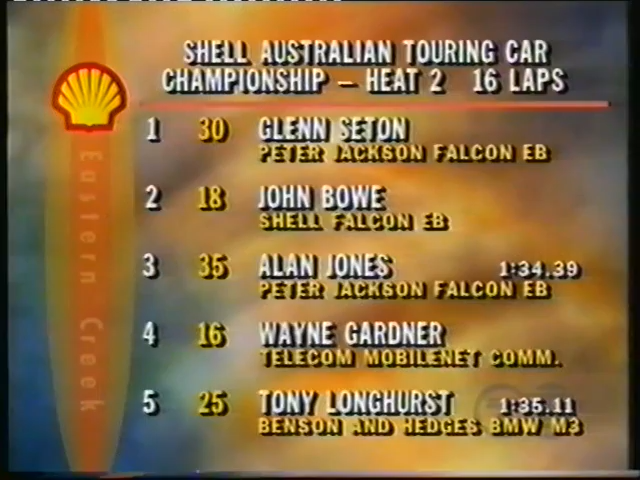 SHELL AUSTRALIAN TOURING CAR
CHAMPIONSHIP – HEAT 2 16 LAPS
Eastern Creek
1 30 GLENN SETON
PETER JACKSON FALCON EB
2 18 JOHN BOWE
SHELL FALCON EB
3 35 ALAN JONES 1:34.39
PETER JACKSON FALCON EB
4 16 WAYNE GARDNER
TELECOM MOBILENET COMM.
5 25 TONY LONGHURST 1:35.11
BENSON AND HEDGES BMW M3